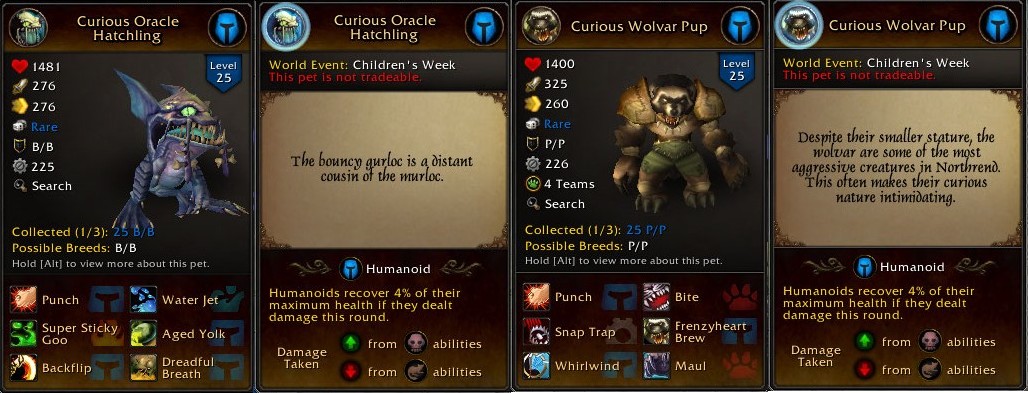 Curious Oracle
Hatchling
Level
25
1481
276
276
Rare
B/B
225
Search
Collected (1/3): 25 B/B
Possible Breeds: B/B
Hold [Alt] to view more about this pet.
Punch
Water Jet
Super Sticky
Goo
Aged Yolk
Backflip
Dreadful
Breath
Curious Oracle
Hatchling
World Event: Children's Week
This pet is not tradeable.
The bouncy gurloc is a distant
cousin of the murloc.
Humanoid
Humanoids recover 4% of their
maximum health if they dealt
damage this round.
Damage
Taken
from abilities
from abilities
Curious Wolvar Pup
Level
25
1400
325
260
Rare
P/P
226
4 Teams
Search
Collected (1/3): 25 P/P
Possible Breeds: P/P
Hold [Alt] to view more about this pet.
Punch
Bite
Snap Trap
Frenzyheart
Brew
Whirlwind
Maul
Curious Wolvar Pup
World Event: Children's Week
This pet is not tradeable.
Despite their smaller stature, the
wolvar are some of the most
aggressive creatures in Northrend.
This often makes their curious
nature intimidating.
Humanoid
Humanoids recover 4% of their
maximum health if they dealt
damage this round.
Damage
Taken
from abilities
from abilities